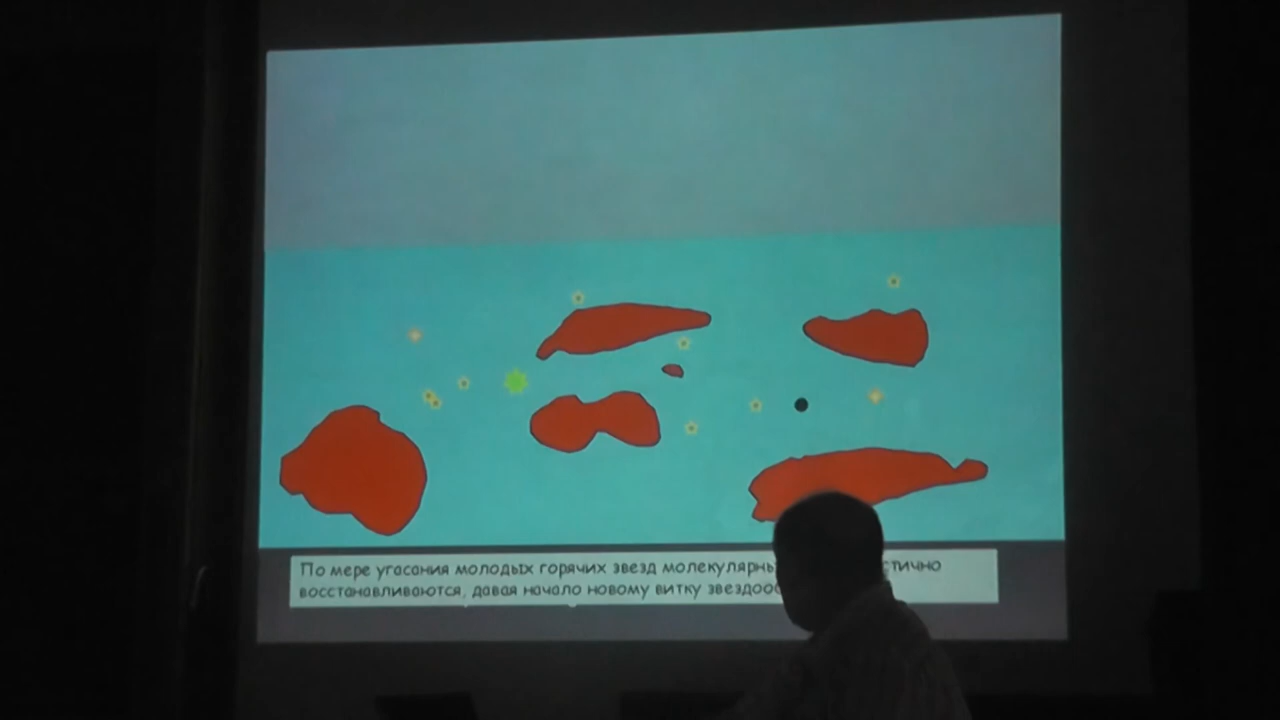 По мере угасания молодых горячих звезд молекулярны стично
восстанавливаются, давая начало новому витку звездоо